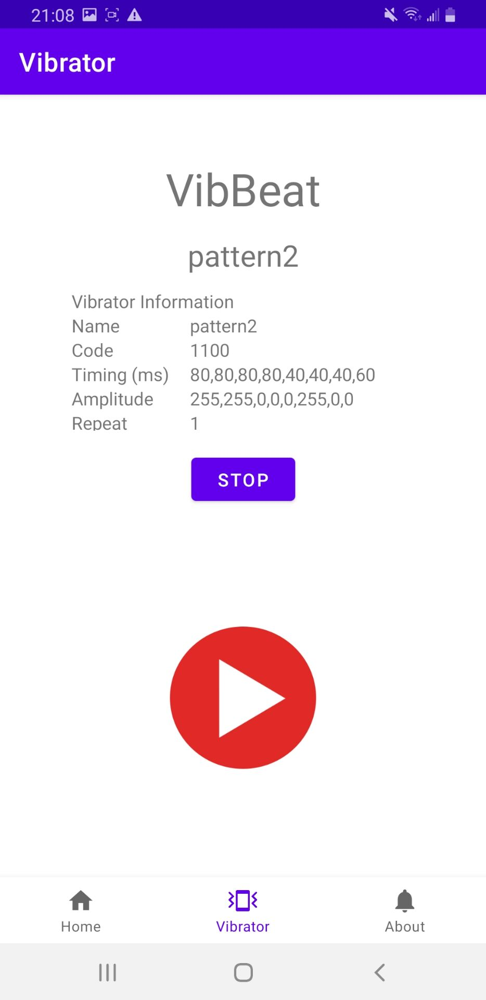 21:08
Vibrator
VibBeat
pattern2
Vibrator Information
Name pattern2
Code 1100
Timing (ms) 80,80,80,80,40,40,40,60
Amplitude 255,255,0,0,0,255,0,0
Repeat 1
STOP
Home Vibrator About